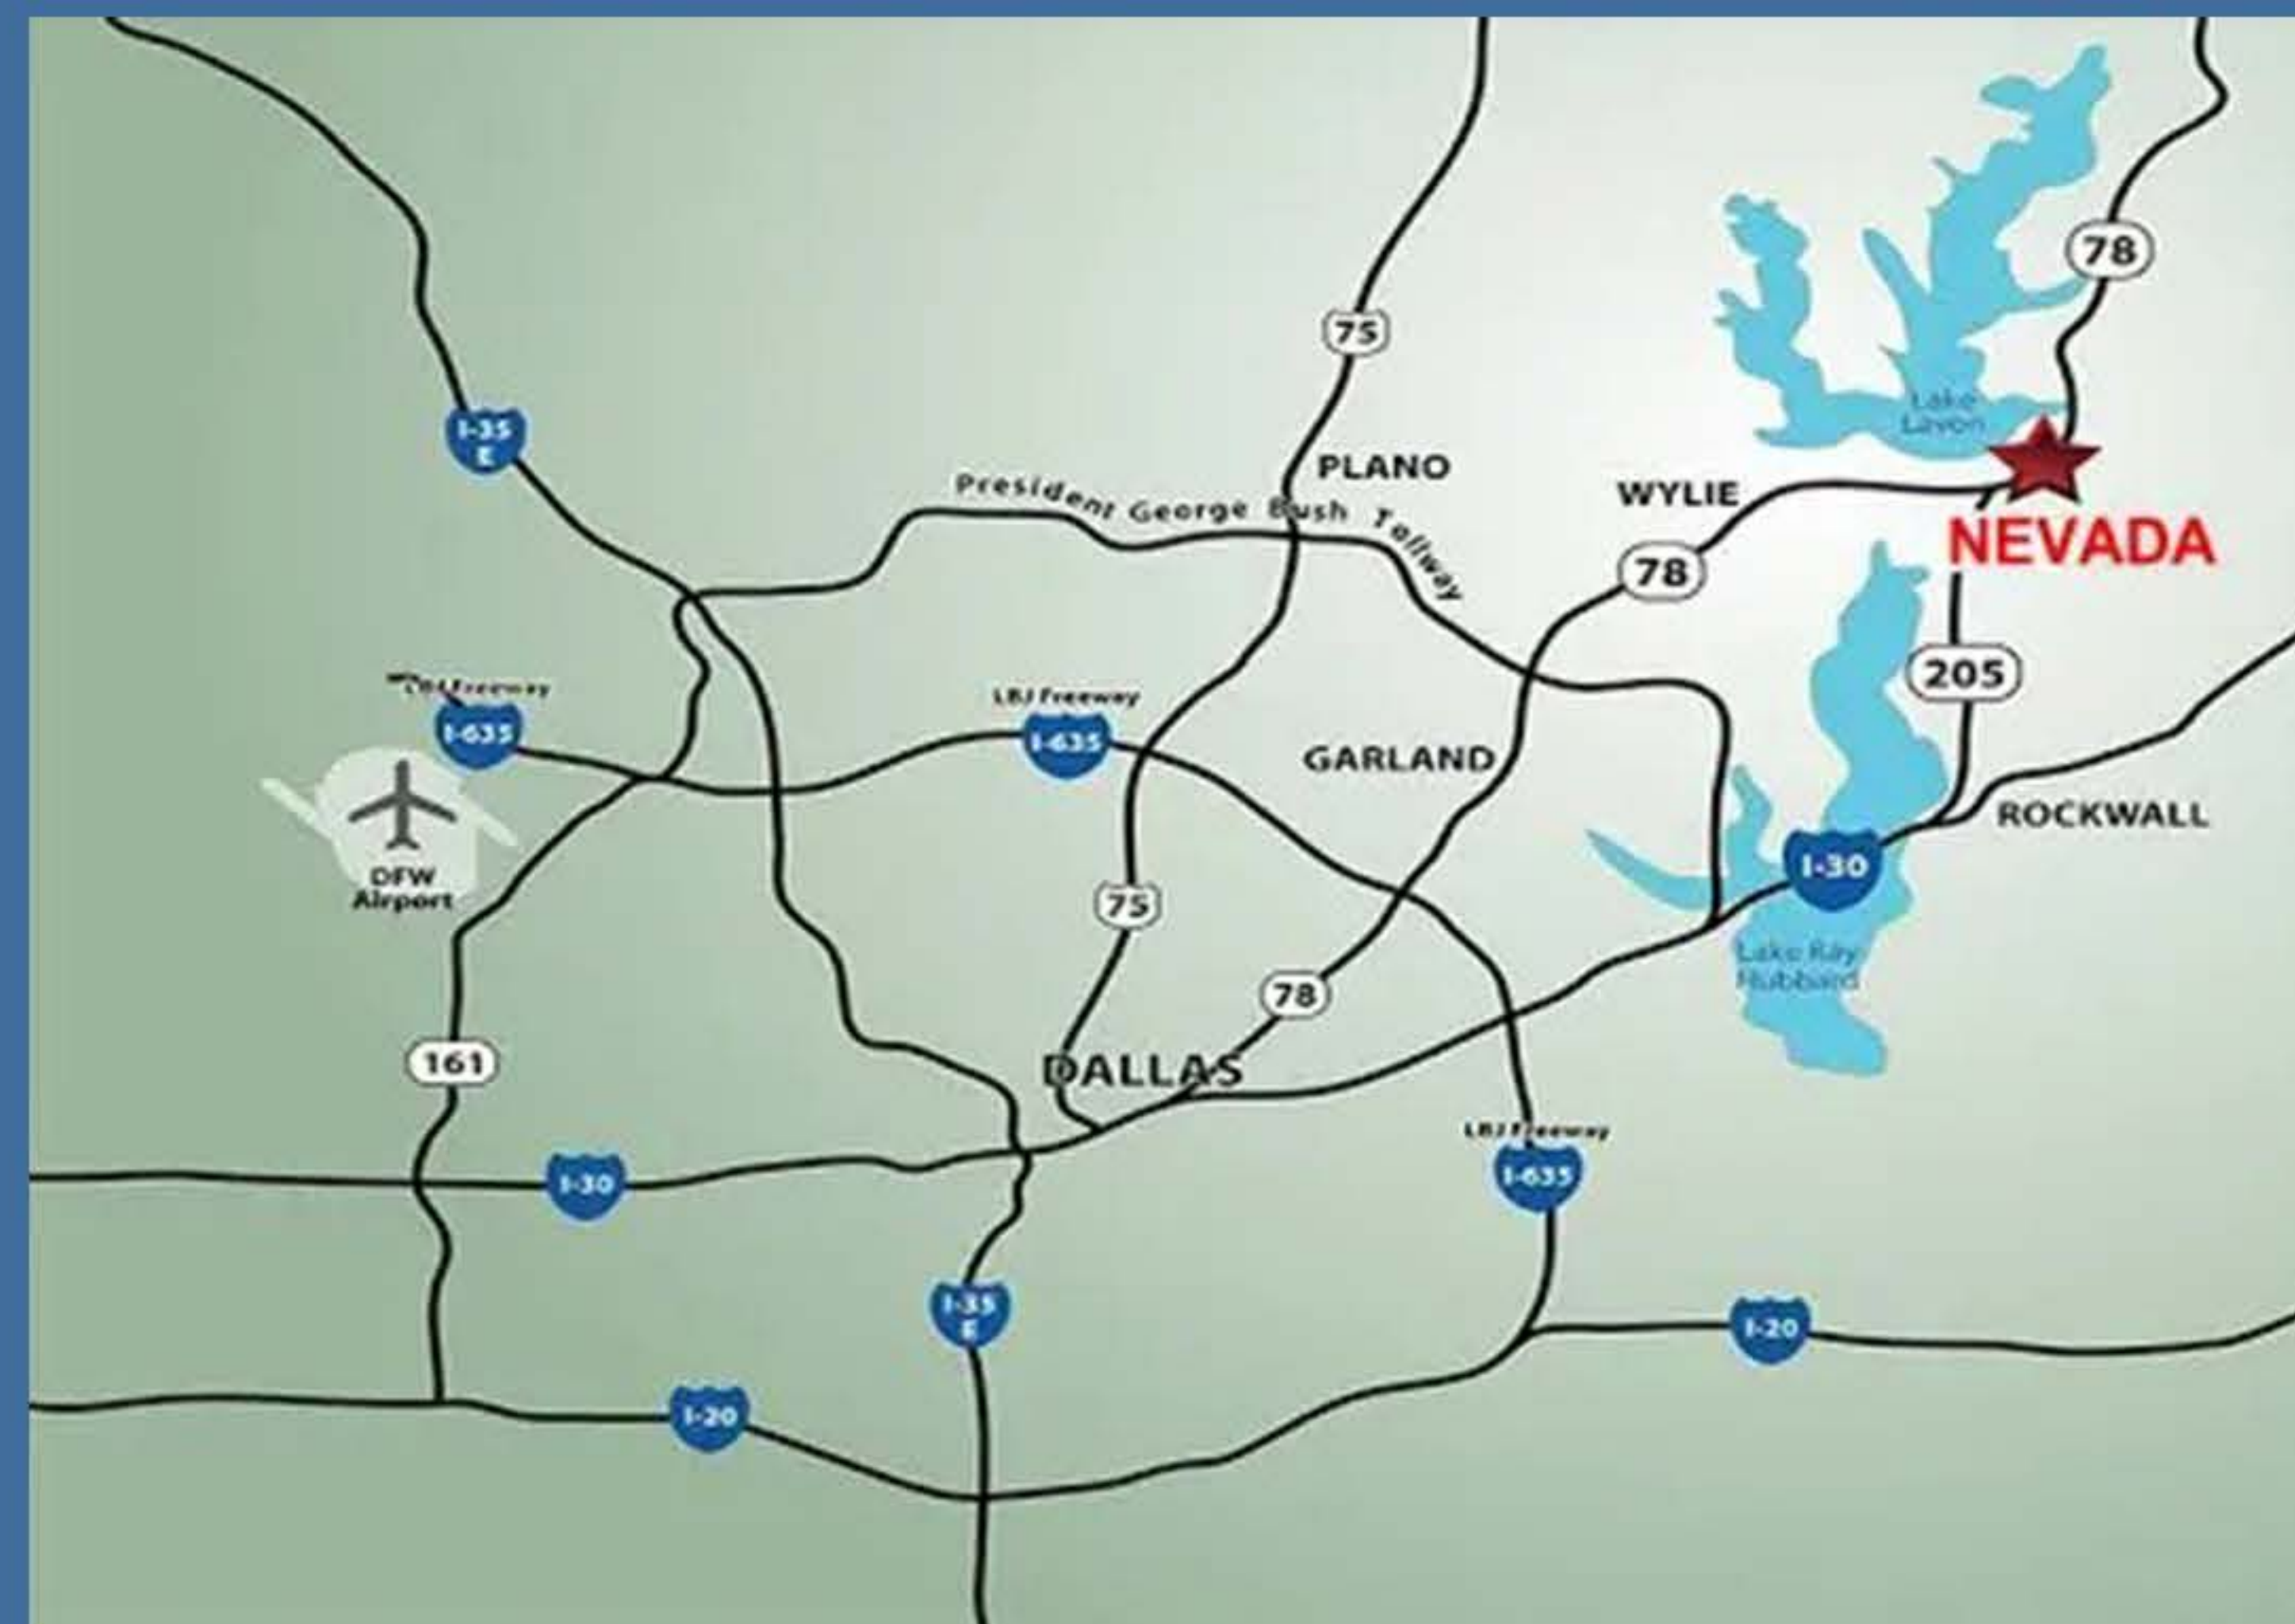 78
75
I-35
E
Lake
Lavon
PLANO
President George Bush Tollway
WYLIE
NEVADA
78
205
LBJ Freeway
I-635
LBJ Freeway
I-635
GARLAND
ROCKWALL
I-30
DFW
Airport
75
Lake Ray
Hubbard
78
161
DALLAS
LBJ Freeway
I-635
I-30
I-35
E
I-20
I-20